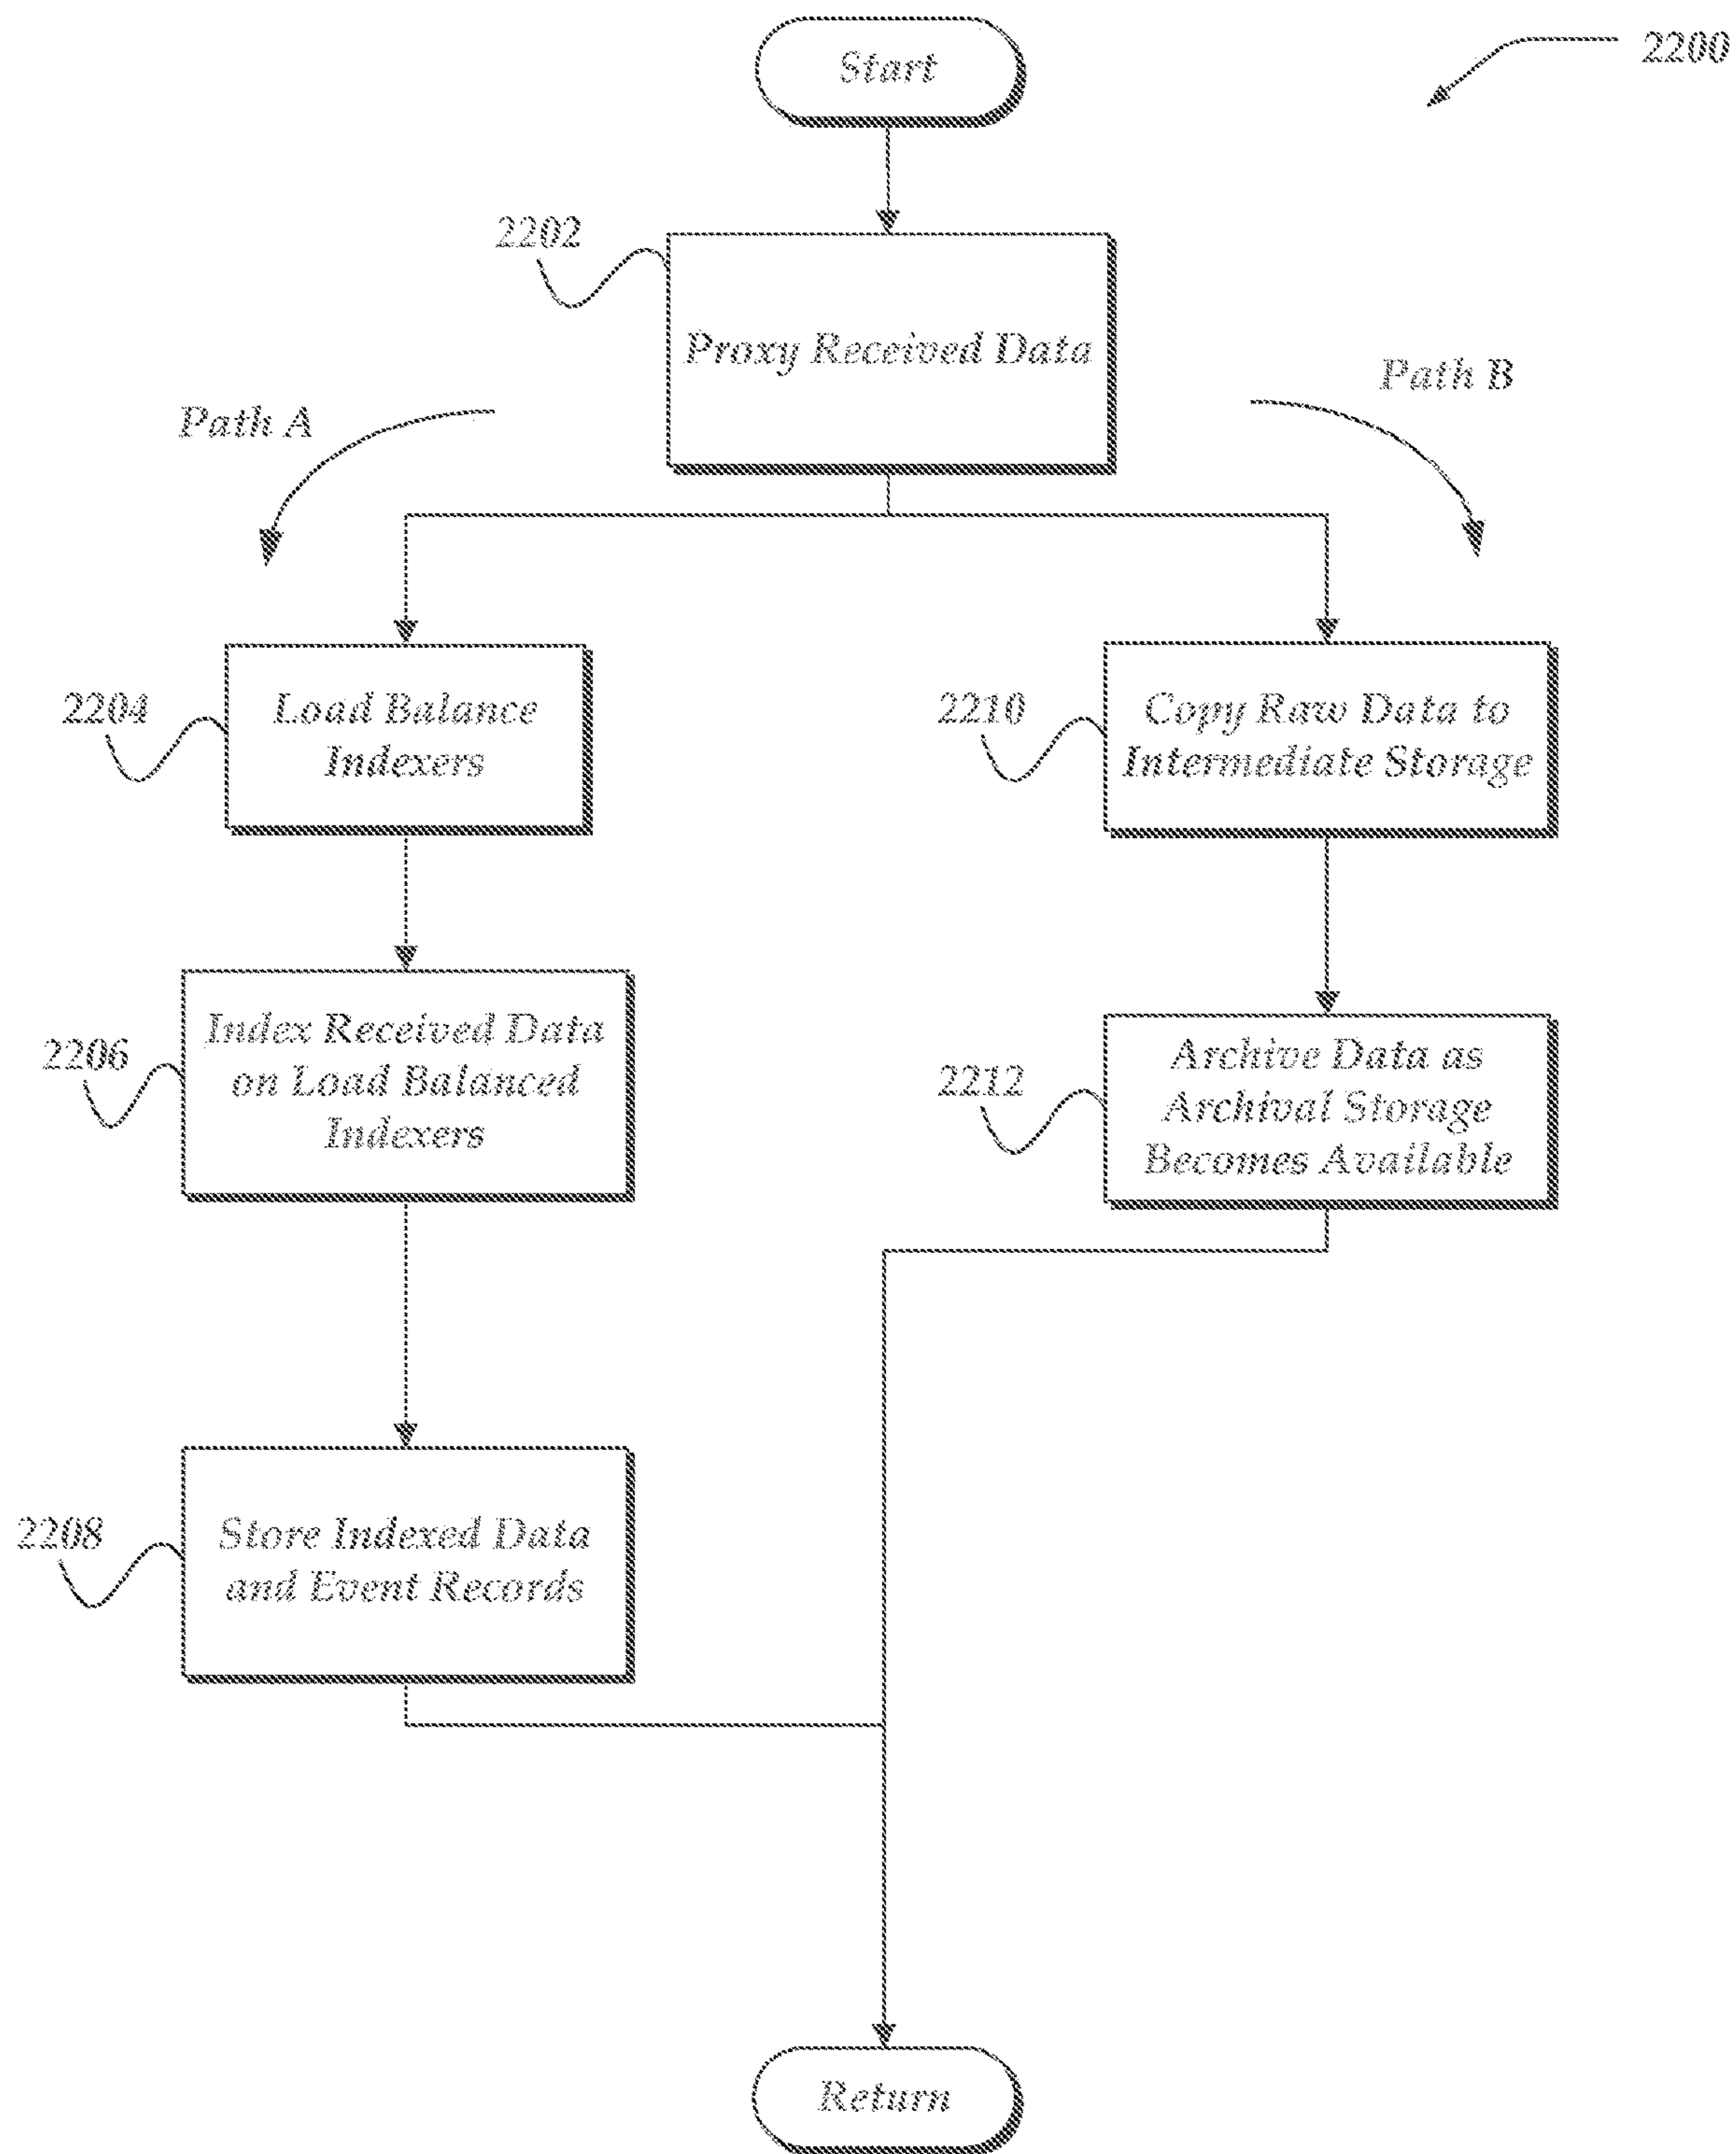 Start
2200
2202
Proxy Received Data
Path A
Path B
2204
Load Balance
Indexers
2210
Copy Raw Data to
Intermediate Storage
2206
Index Received Data
on Load Balanced
Indexers
2212
Archive Data as
Archival Storage
Becomes Available
2208
Store Indexed Data
and Event Records
Return